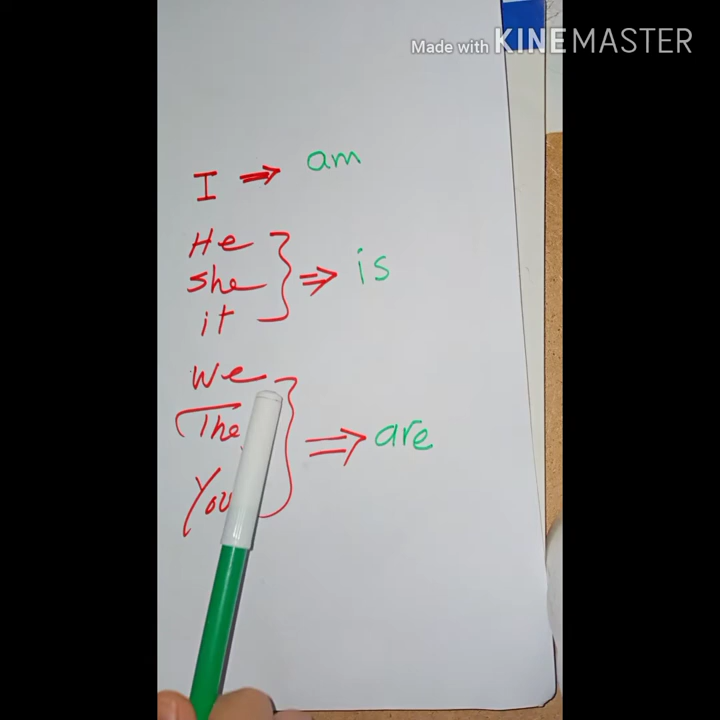 Made with KINEMASTER
I ⇒ am
He
she
it
⇒ is
We
The
You
⇒ are